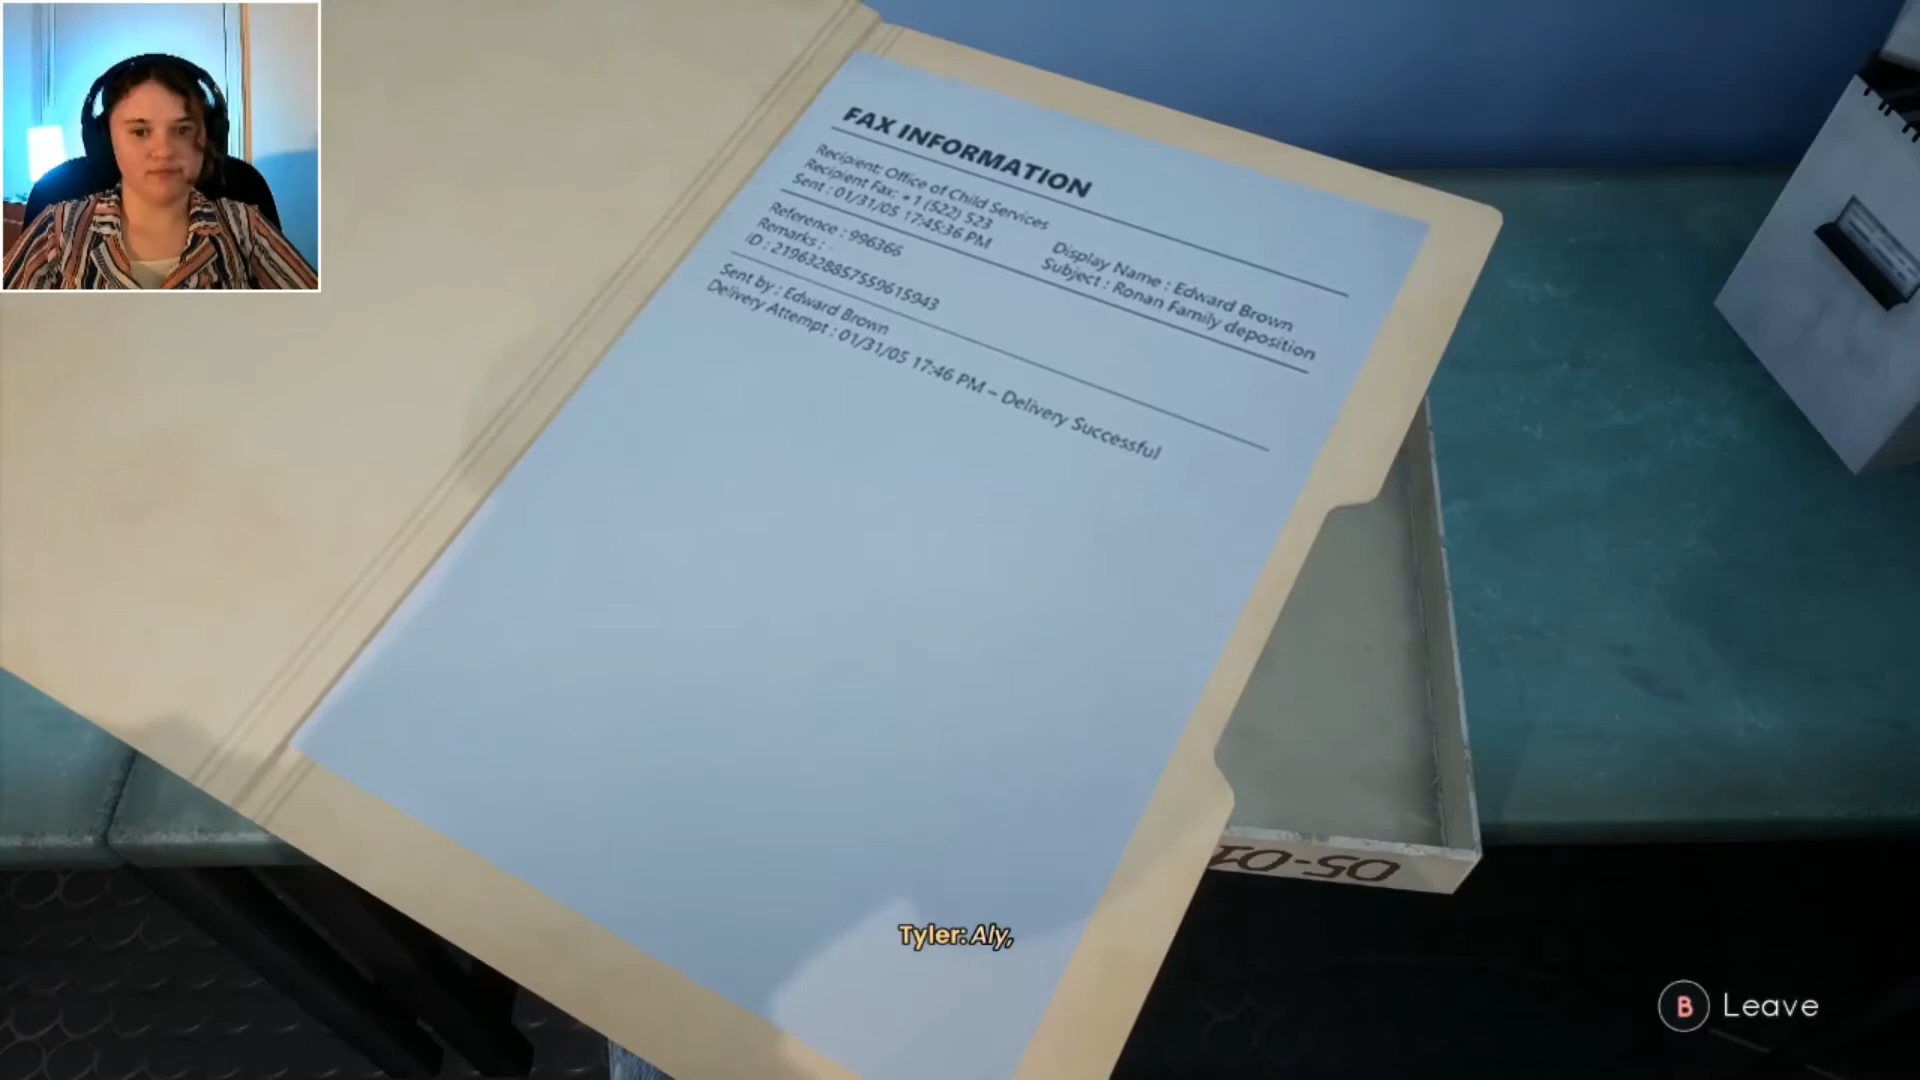 FAX INFORMATION
Recipient: Office of Child Services
Recipient Fax: +1 (522) 523
Sent : 01/31/05 17:45:36 PM
Display Name : Edward Brown
Subject : Ronan Family deposition
Reference : 996366
Remarks : -
ID : 2196328857559615943
Sent by : Edward Brown
Delivery Attempt : 01/31/05 17:46 PM – Delivery Successful
05-01
Tyler: Aly,
B Leave